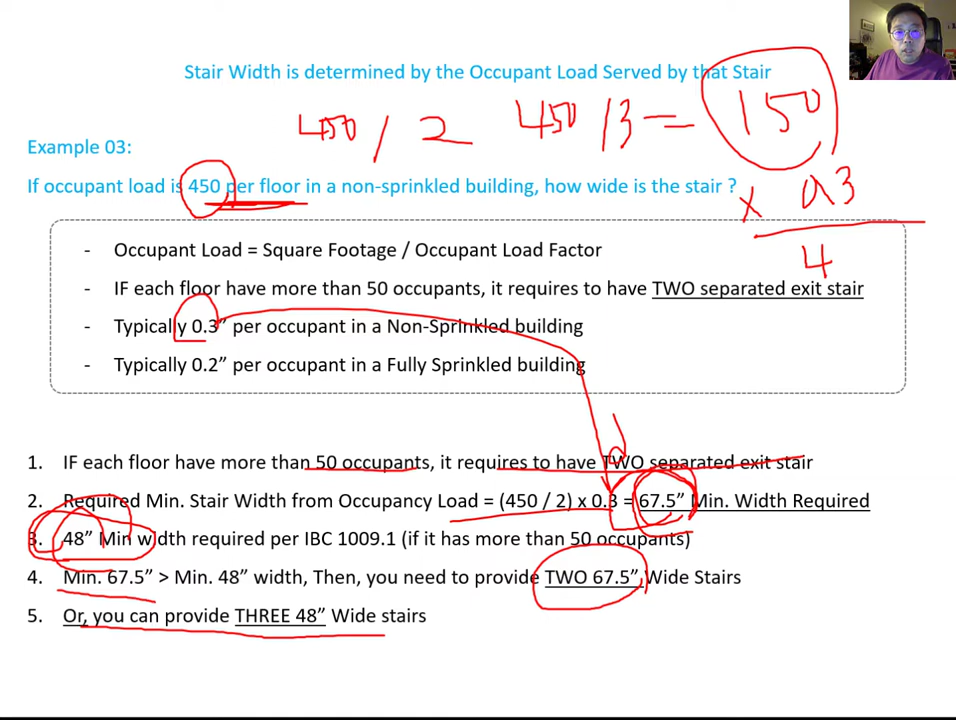 Stair Width is determined by the Occupant Load Served by that Stair
450 / 2 450 / 3 = 150
Example 03:
If occupant load is 450 per floor in a non-sprinkled building, how wide is the stair ?
x 0.3
4
- Occupant Load = Square Footage / Occupant Load Factor
- IF each floor have more than 50 occupants, it requires to have TWO separated exit stair
- Typically 0.3” per occupant in a Non-Sprinkled building
- Typically 0.2” per occupant in a Fully Sprinkled building
1. IF each floor have more than 50 occupants, it requires to have TWO separated exit stair
2. Required Min. Stair Width from Occupancy Load = (450 / 2) x 0.3 = 67.5” Min. Width Required
3. 48” Min width required per IBC 1009.1 (if it has more than 50 occupants)
4. Min. 67.5” > Min. 48” width, Then, you need to provide TWO 67.5” Wide Stairs
5. Or, you can provide THREE 48” Wide stairs